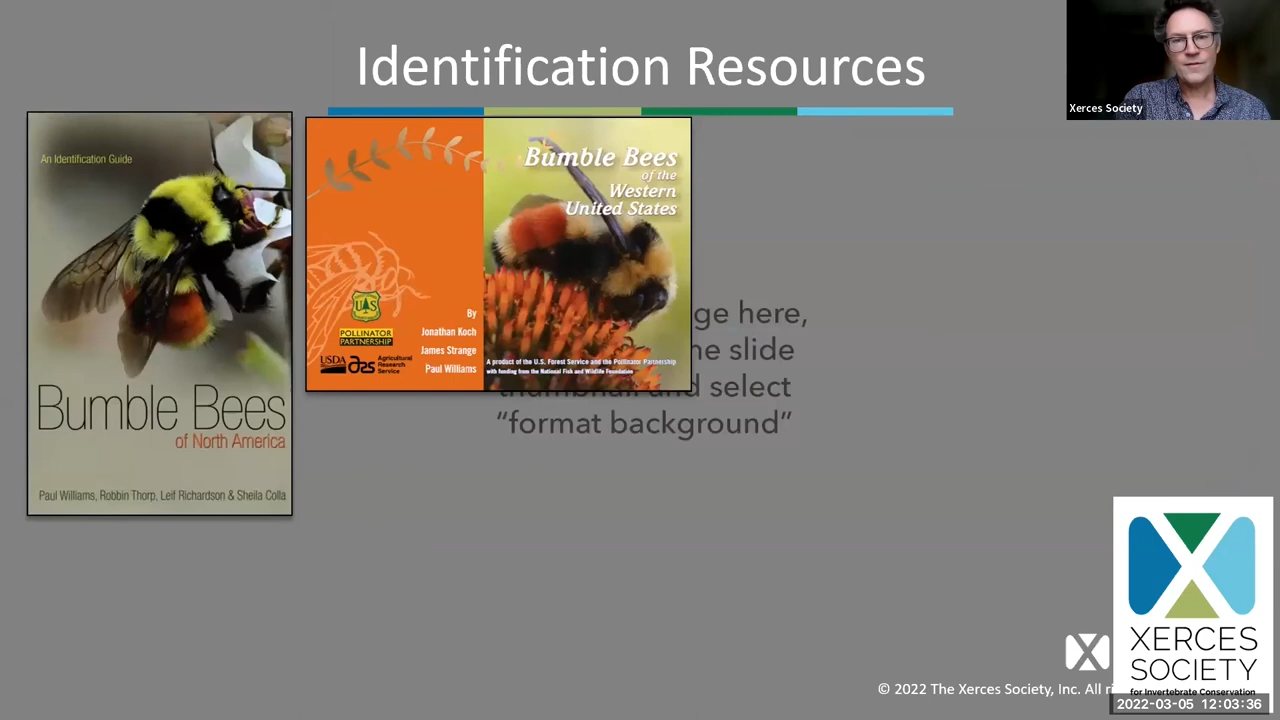 Identification Resources
Xerces Society
An Identification Guide
Bumble Bees
of North America
Paul Williams, Robbin Thorp, Leif Richardson & Sheila Colla
Bumble Bees
of the
Western
United States
By
Jonathan Koch
James Strange
Paul Williams
UAS
POLLINATOR
PARTNERSHIP
USDA
ars
Agricultural
Research
Service
A product of the U.S. Forest Service and the Pollinator Partnership
with funding from the National Fish and Wildlife Foundation
ge here,
he slide
thumbnail and select
“format background”
XERCES
SOCIETY
for Invertebrate Conservation
© 2022 The Xerces Society, Inc. All ri
2022-03-05 12:03:36